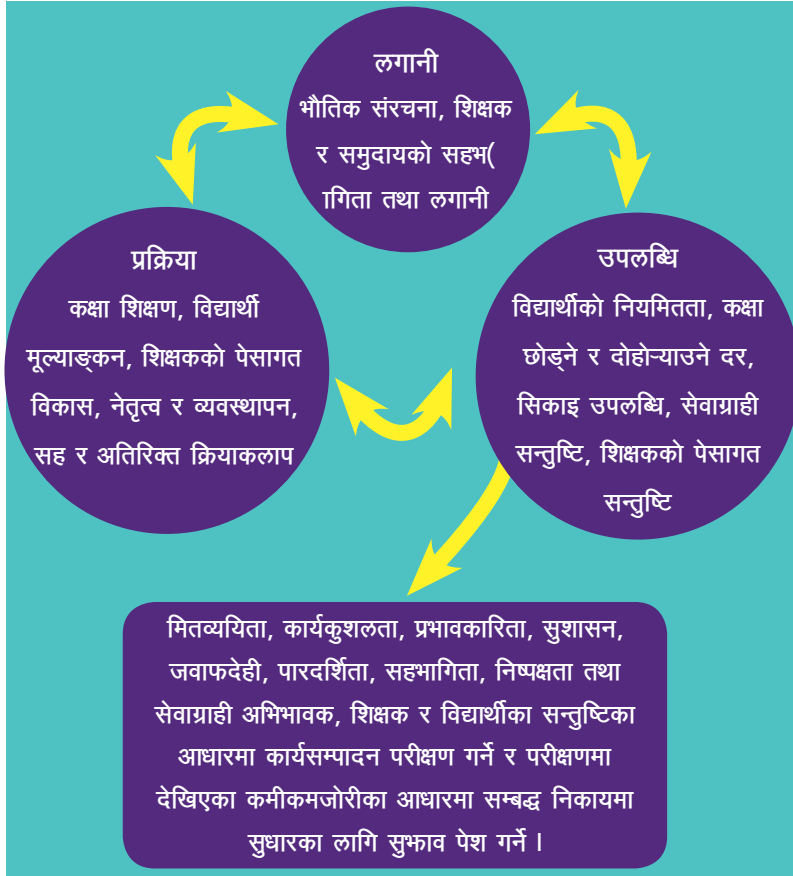 लगानी
भौतिक संरचना, शिक्षक
र समुदायको सहभ(
ागिता तथा लगानी
प्रक्रिया
कक्षा शिक्षण, विद्यार्थी
मूल्याङ्कन, शिक्षकको पेसागत
विकास, नेतृत्व र व्यवस्थापन,
सह र अतिरिक्त क्रियाकलाप
उपलब्धि
विद्यार्थीको नियमितता, कक्षा
छोड्ने र दोहोऱ्याउने दर,
सिकाइ उपलब्धि, सेवाग्राही
सन्तुष्टि, शिक्षकको पेसागत
सन्तुष्टि
मितव्ययिता, कार्यकुशलता, प्रभावकारिता, सुशासन,
जवाफदेही, पारदर्शिता, सहभागिता, निष्पक्षता तथा
सेवाग्राही अभिभावक, शिक्षक र विद्यार्थीका सन्तुष्टिका
आधारमा कार्यसम्पादन परीक्षण गर्ने र परीक्षणमा
देखिएका कमीकमजोरीका आधारमा सम्बद्ध निकायमा
सुधारका लागि सुझाव पेश गर्ने ।